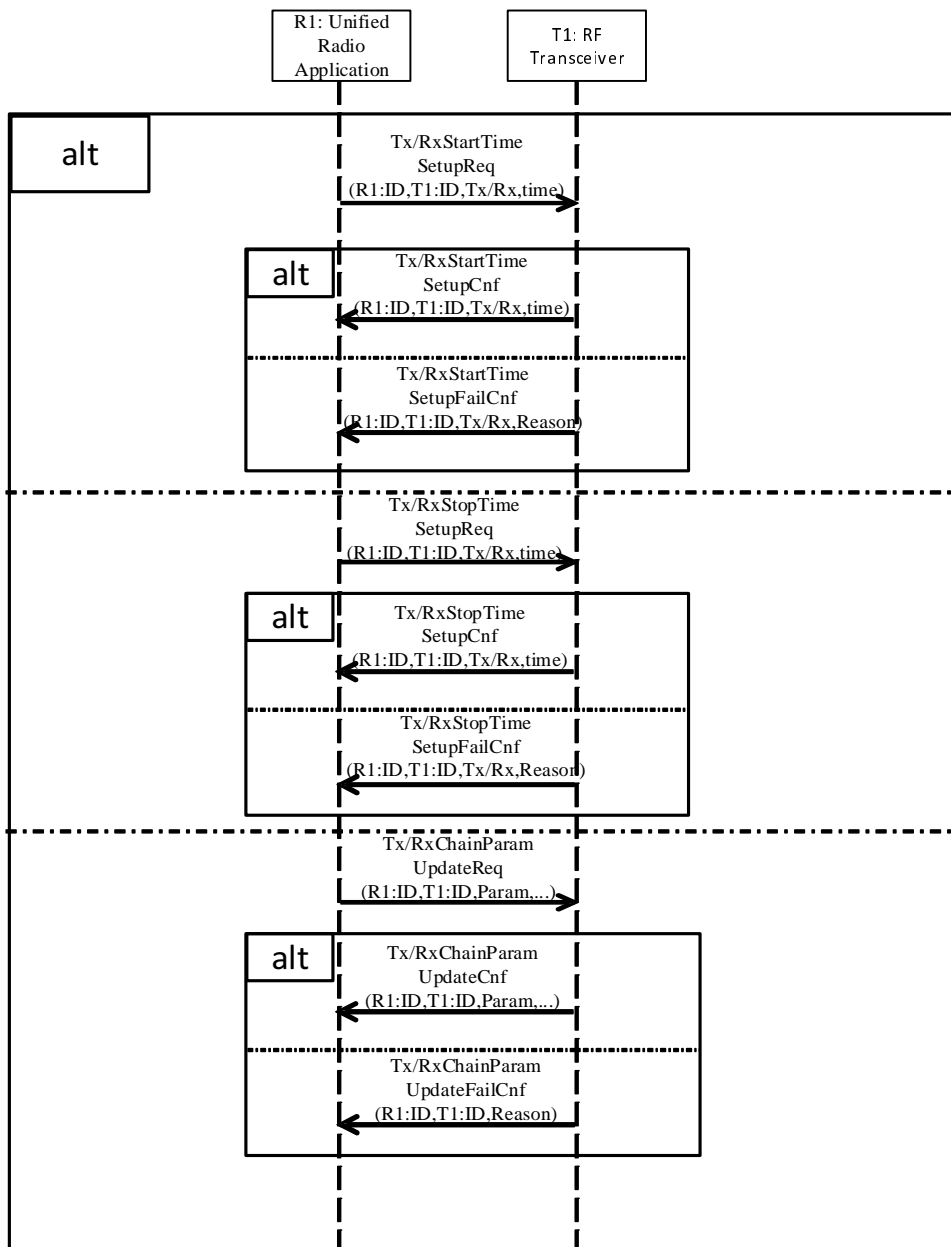 R1: Unified
Radio
Application
T1: RF
Transceiver
alt
Tx/RxStartTime
SetupReq
(R1:ID,T1:ID,Tx/Rx,time)
alt
Tx/RxStartTime
SetupCnf
(R1:ID,T1:ID,Tx/Rx,time)
Tx/RxStartTime
SetupFailCnf
(R1:ID,T1:ID,Tx/Rx,Reason)
Tx/RxStopTime
SetupReq
(R1:ID,T1:ID,Tx/Rx,time)
alt
Tx/RxStopTime
SetupCnf
(R1:ID,T1:ID,Tx/Rx,time)
Tx/RxStopTime
SetupFailCnf
(R1:ID,T1:ID,Tx/Rx,Reason)
Tx/RxChainParam
UpdateReq
(R1:ID,T1:ID,Param,...)
alt
Tx/RxChainParam
UpdateCnf
(R1:ID,T1:ID,Param,...)
Tx/RxChainParam
UpdateFailCnf
(R1:ID,T1:ID,Reason)